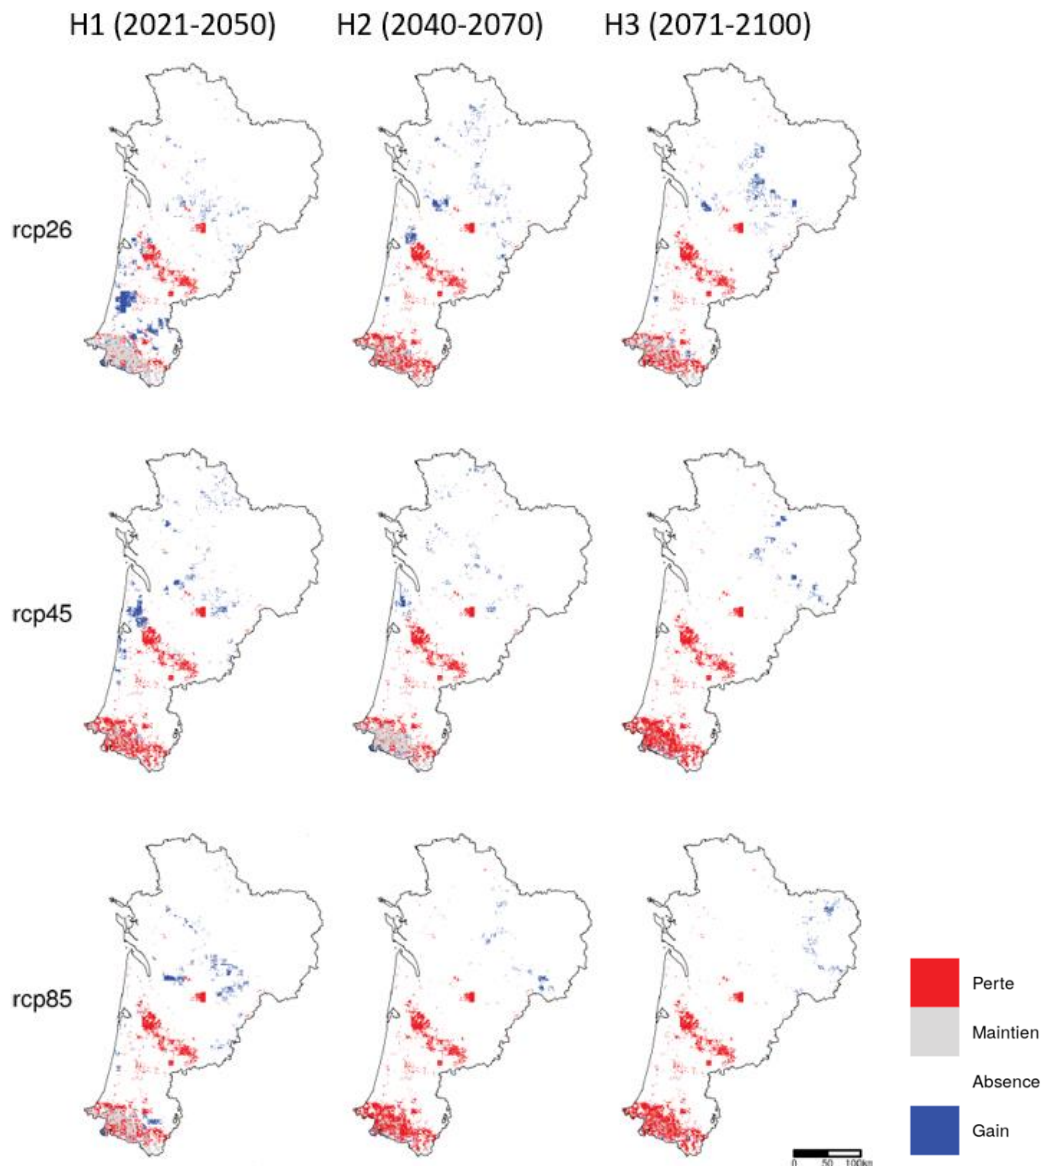 H1 (2021-2050) H2 (2040-2070) H3 (2071-2100)
rcp26
rcp45
rcp85
Perte
Maintien
Absence
Gain
0 50 100km